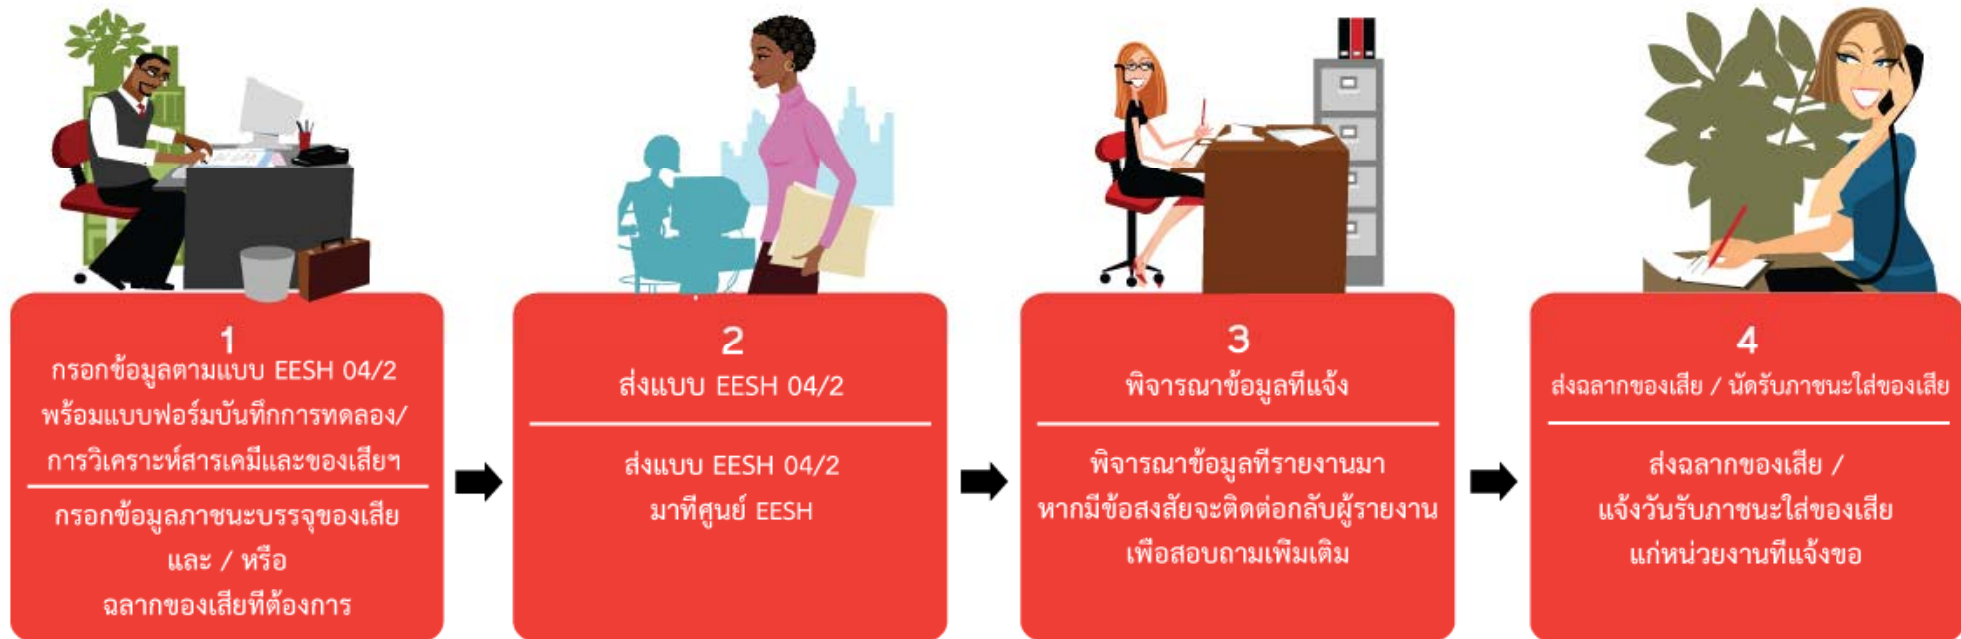 1
กรอกข้อมูลตามแบบ EESH 04/2
พร้อมแบบฟอร์มบันทึกการทดลอง/
การวิเคราะห์สารเคมีและของเสียฯ
กรอกข้อมูลภาชนะบรรจุของเสีย
และ / หรือ
ฉลากของเสียที่ต้องการ
2
ส่งแบบ EESH 04/2
ส่งแบบ EESH 04/2
มาที่ศูนย์ EESH
3
พิจารณาข้อมูลที่แจ้ง
พิจารณาข้อมูลที่รายงานมา
หากมีข้อสงสัยจะติดต่อกลับผู้รายงาน
เพื่อสอบถามเพิ่มเติม
4
ส่งฉลากของเสีย / นัดรับภาชนะใส่ของเสีย
ส่งฉลากของเสีย /
แจ้งวันรับภาชนะใส่ของเสีย
แก่หน่วยงานที่แจ้งขอ